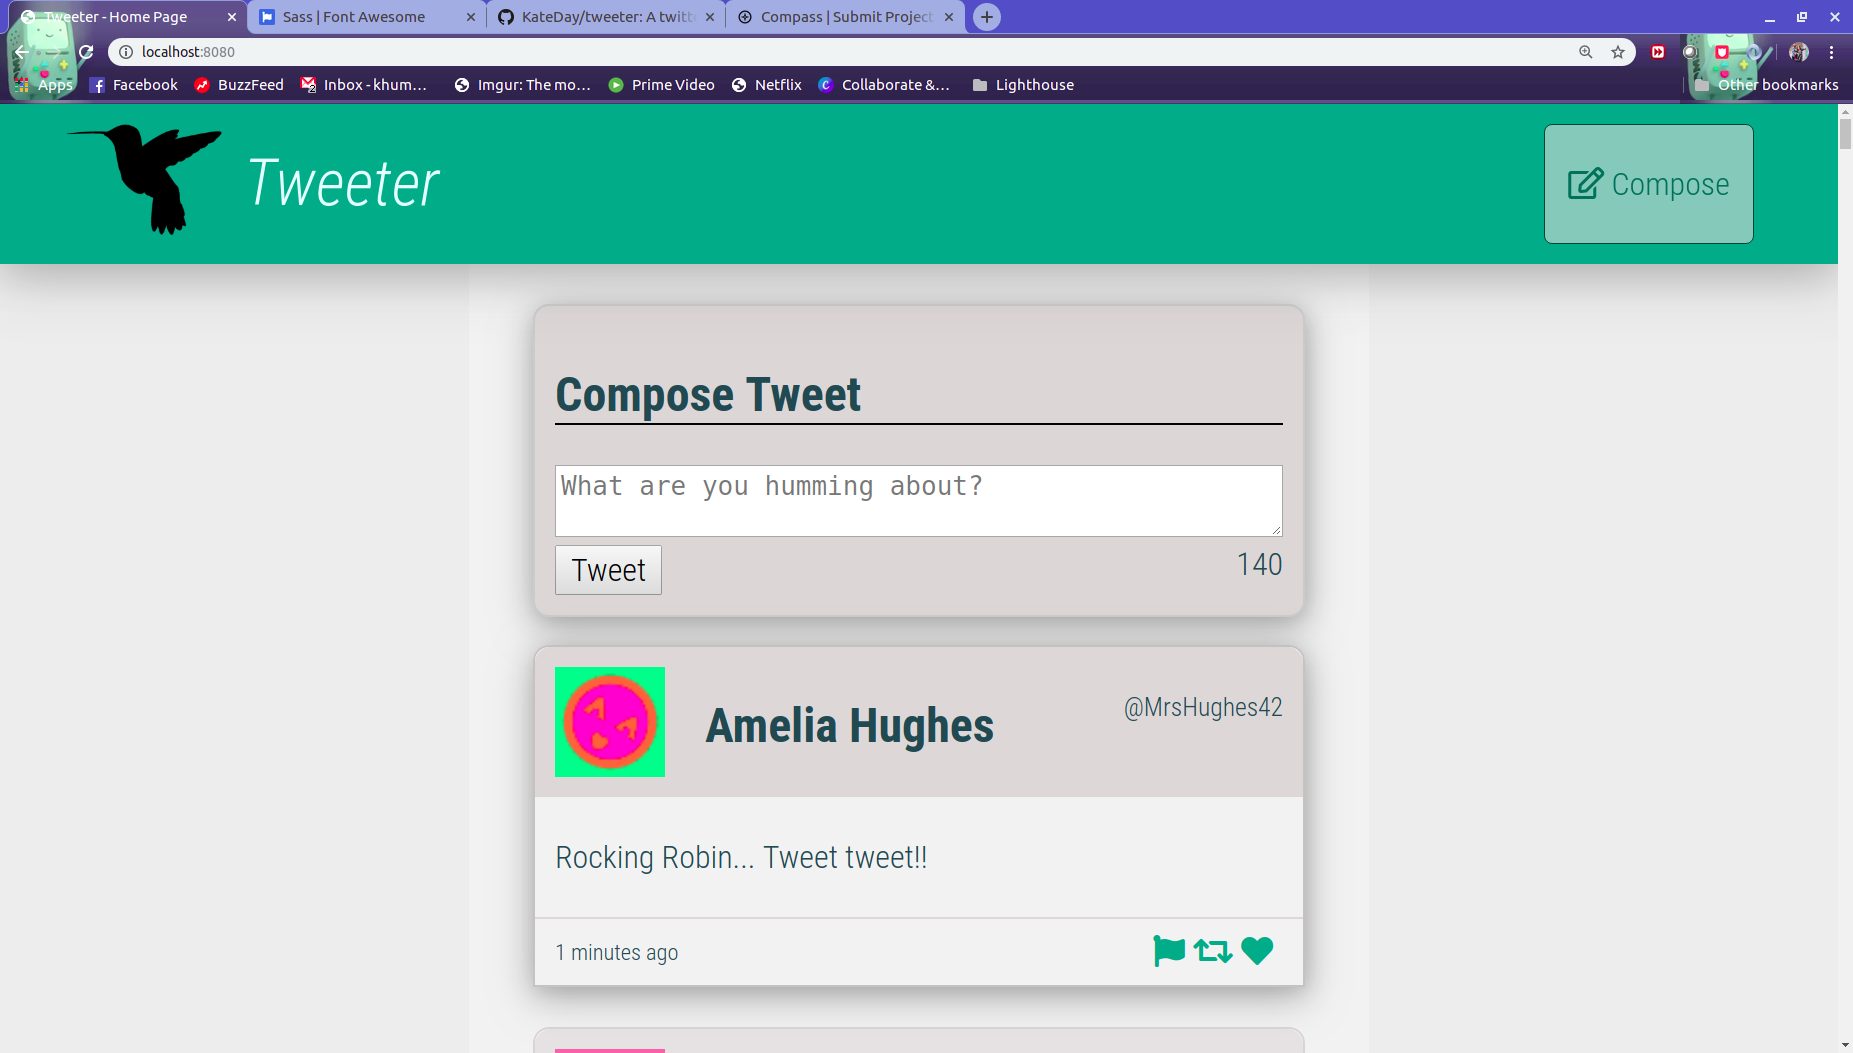 Tweeter - Home Page
Sass | Font Awesome
KateDay/tweeter: A twitt
Compass | Submit Project
localhost:8080
Apps
Facebook
BuzzFeed
Inbox - khum...
Imgur: The mo...
Prime Video
Netflix
Collaborate &...
Lighthouse
Other bookmarks
Tweeter
Compose
Compose Tweet
What are you humming about?
Tweet
140
Amelia Hughes
@MrsHughes42
Rocking Robin... Tweet tweet!!
1 minutes ago